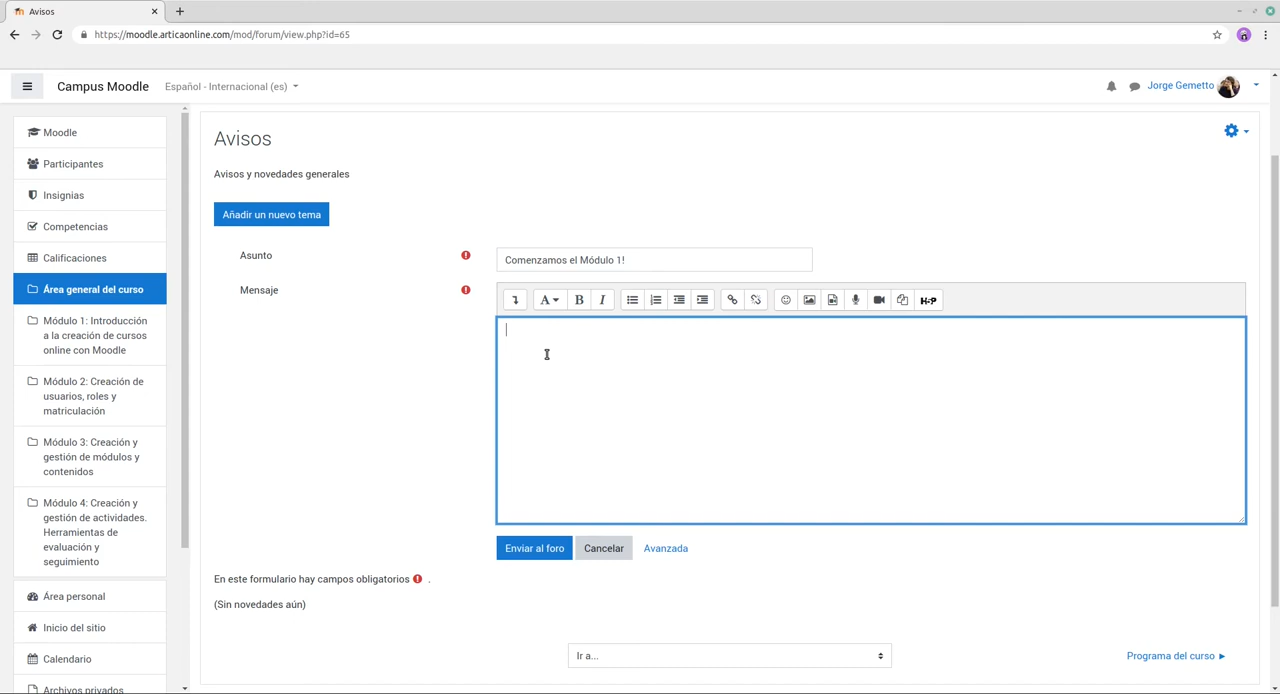 Avisos
https://moodle.articaonline.com/mod/forum/view.php?id=65
Campus Moodle
Español - Internacional (es)
Jorge Gemetto
Moodle
Participantes
Insignias
Competencias
Calificaciones
Área general del curso
Módulo 1: Introducción
a la creación de cursos
online con Moodle
Módulo 2: Creación de
usuarios, roles y
matriculación
Módulo 3: Creación y
gestión de módulos y
contenidos
Módulo 4: Creación y
gestión de actividades.
Herramientas de
evaluación y
seguimiento
Área personal
Inicio del sitio
Calendario
Archivos privados
Avisos
Avisos y novedades generales
Añadir un nuevo tema
Asunto
Comenzamos el Módulo 1!
Mensaje
A B I H-P
Enviar al foro Cancelar Avanzada
En este formulario hay campos obligatorios .
(Sin novedades aún)
Ir a...
Programa del curso ►